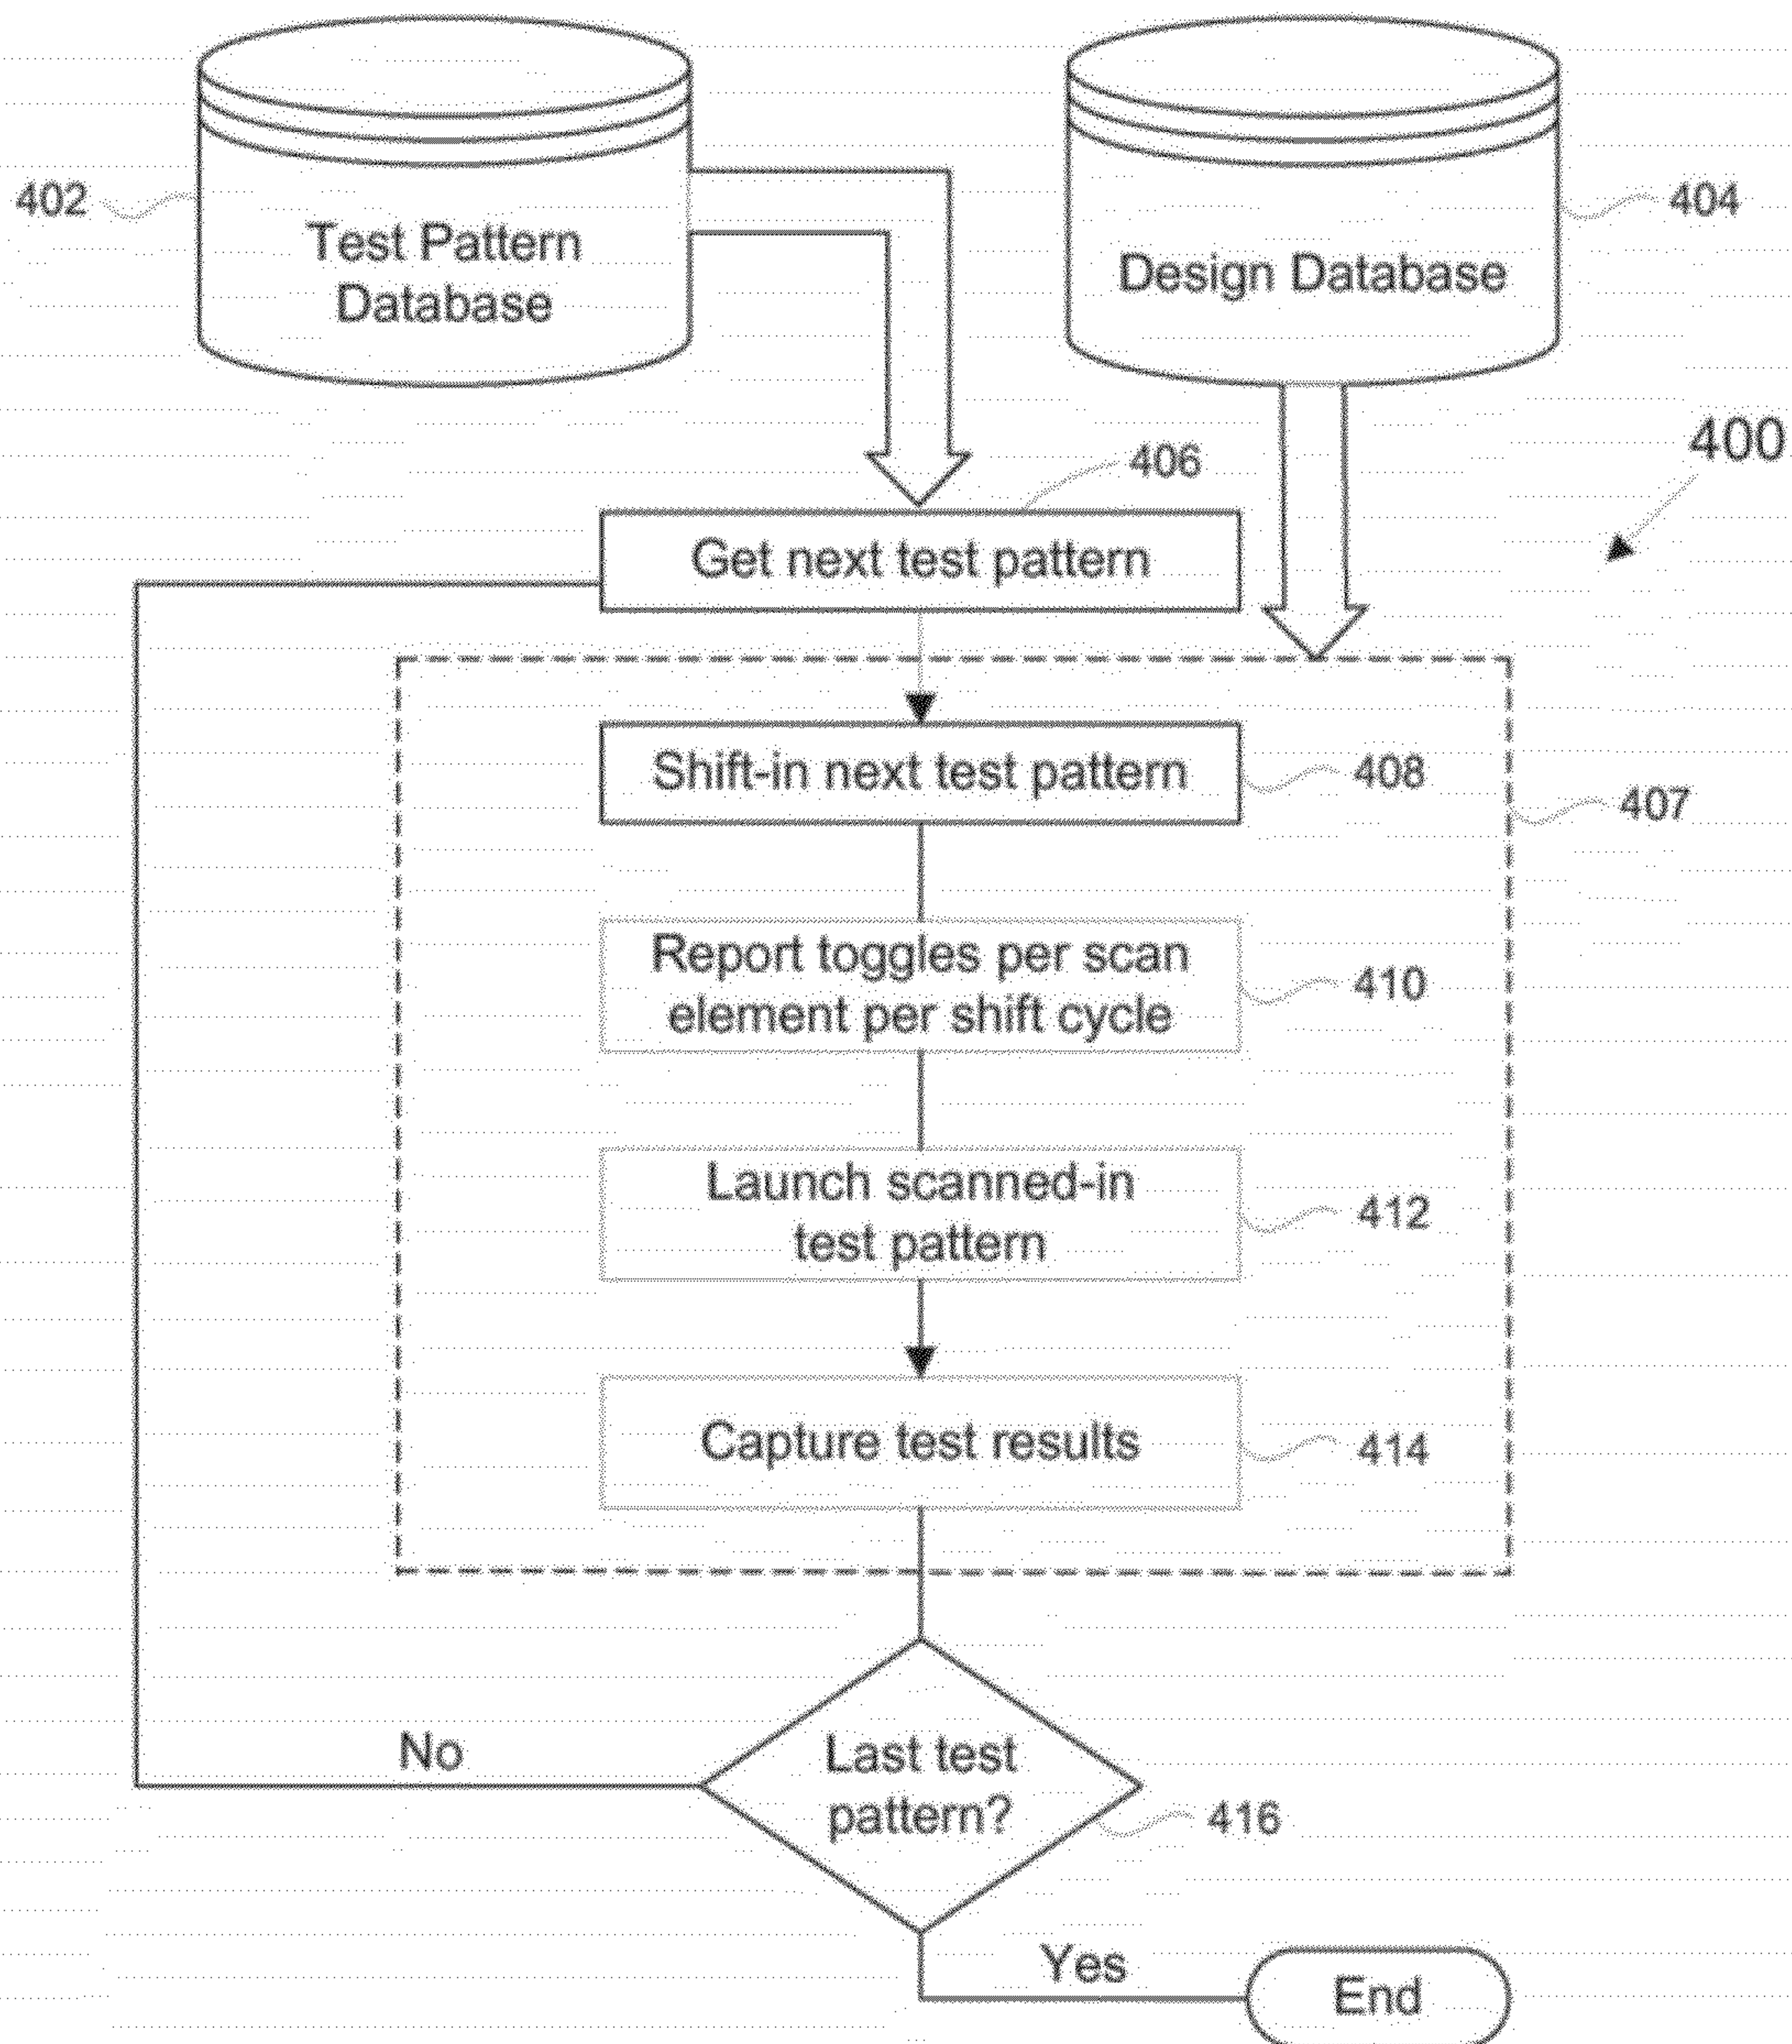 402
Test Pattern
Database
Design Database
404
400
406
Get next test pattern
Shift-in next test pattern
408
407
Report toggles per scan
element per shift cycle
410
Launch scanned-in
test pattern
412
Capture test results
414
No
Last test
pattern?
416
Yes
End